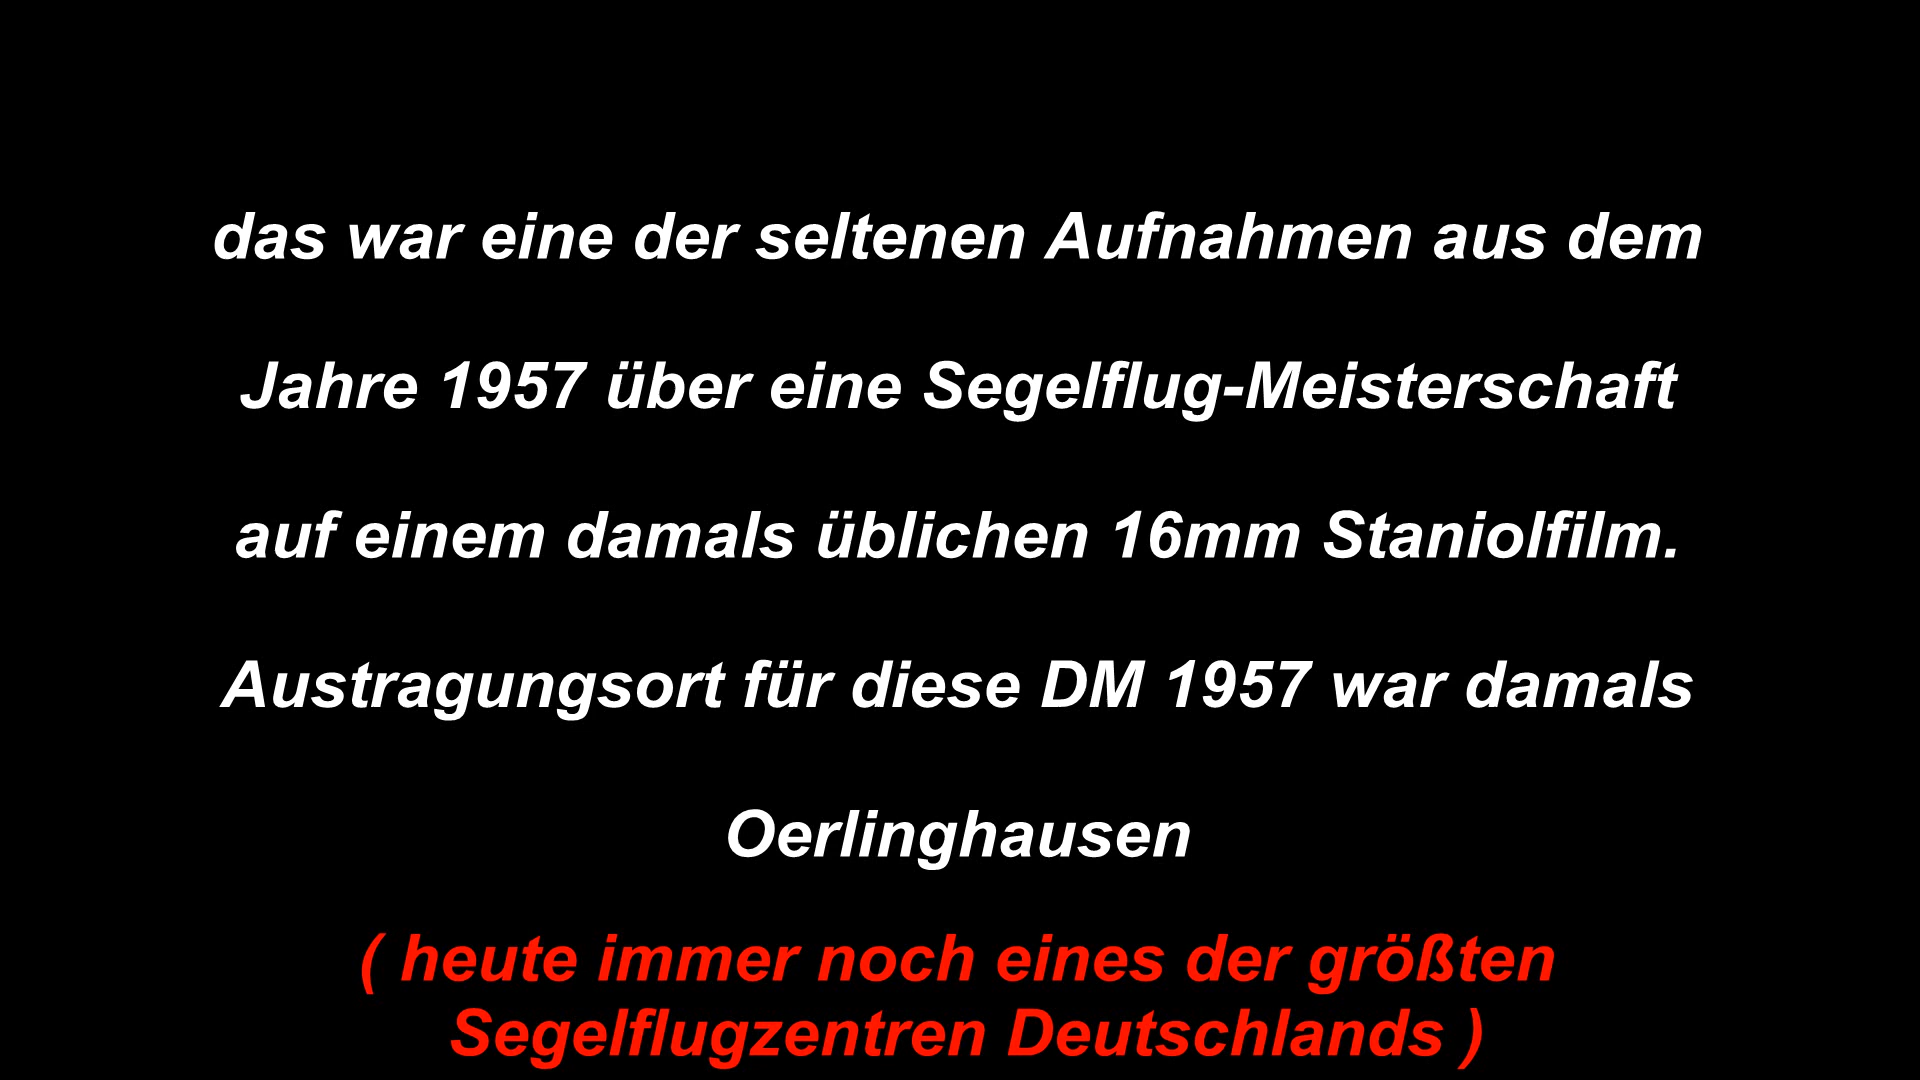 das war eine der seltenen Aufnahmen aus dem
Jahre 1957 über eine Segelflug-Meisterschaft
auf einem damals üblichen 16mm Staniolfilm.
Austragungsort für diese DM 1957 war damals
Oerlinghausen
( heute immer noch eines der größten
Segelflugzentren Deutschlands )